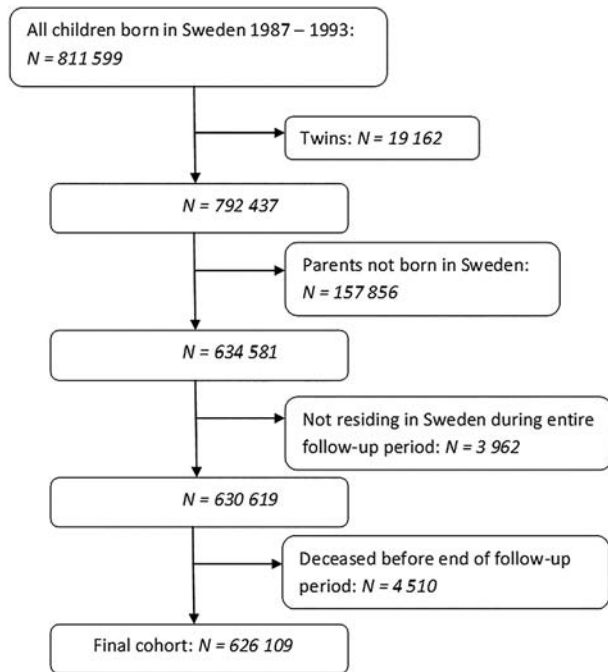 All children born in Sweden 1987 – 1993:
N = 811 599
Twins: N = 19 162
N = 792 437
Parents not born in Sweden:
N = 157 856
N = 634 581
Not residing in Sweden during entire
follow-up period: N = 3 962
N = 630 619
Deceased before end of follow-up
period: N = 4 510
Final cohort: N = 626 109